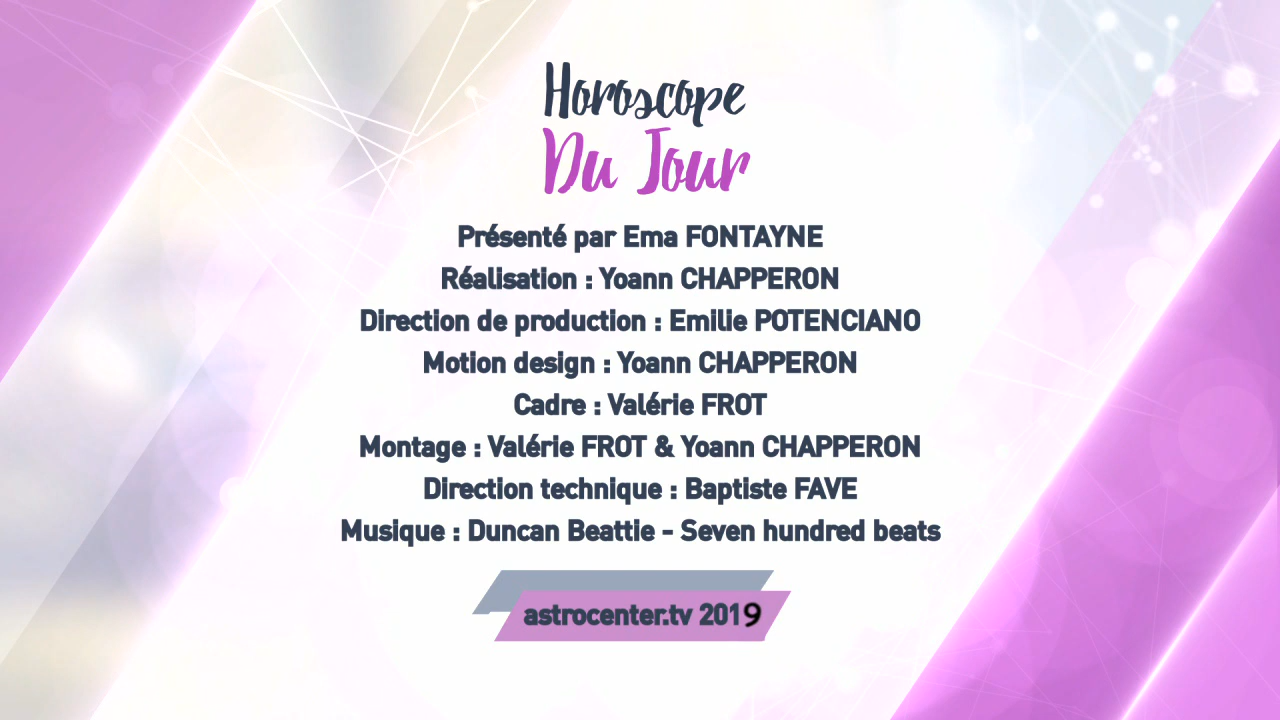 Horoscope
Du Jour
Présenté par Ema FONTAYNE
Réalisation : Yoann CHAPPERON
Direction de production : Emilie POTENCIANO
Motion design : Yoann CHAPPERON
Cadre : Valérie FROT
Montage : Valérie FROT & Yoann CHAPPERON
Direction technique : Baptiste FAVE
Musique : Duncan Beattie - Seven hundred beats
astrocenter.tv 2019